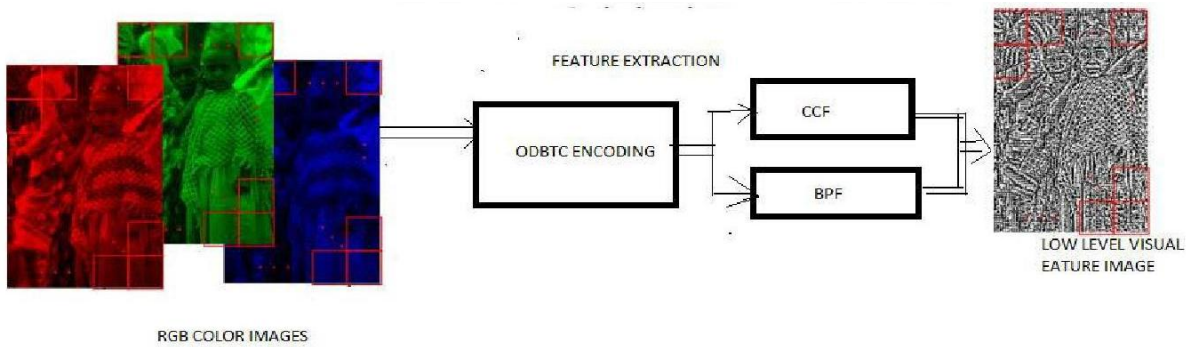 FEATURE EXTRACTION
CCF
ODBTC ENCODING
BPF
LOW LEVEL VISUAL
EATURE IMAGE
RGB COLOR IMAGES